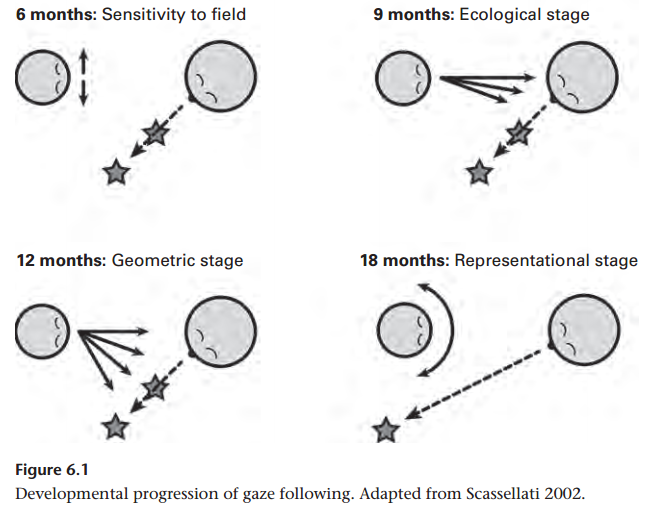 6 months: Sensitivity to field
9 months: Ecological stage
12 months: Geometric stage
18 months: Representational stage
Figure 6.1
Developmental progression of gaze following. Adapted from Scassellati 2002.